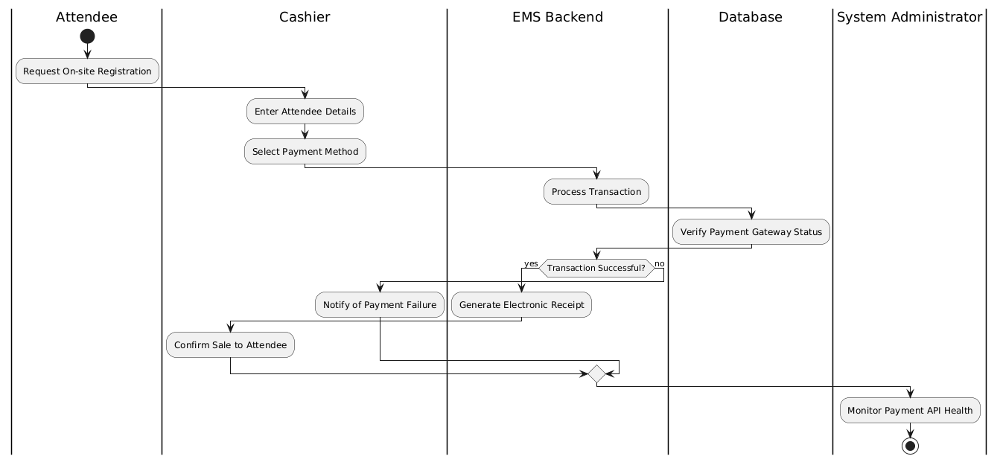 Attendee
Cashier
EMS Backend
Database
System Administrator
Request On-site Registration
Enter Attendee Details
Select Payment Method
Process Transaction
Verify Payment Gateway Status
yes
Transaction Successful?
no
Notify of Payment Failure
Generate Electronic Receipt
Confirm Sale to Attendee
Monitor Payment API Health